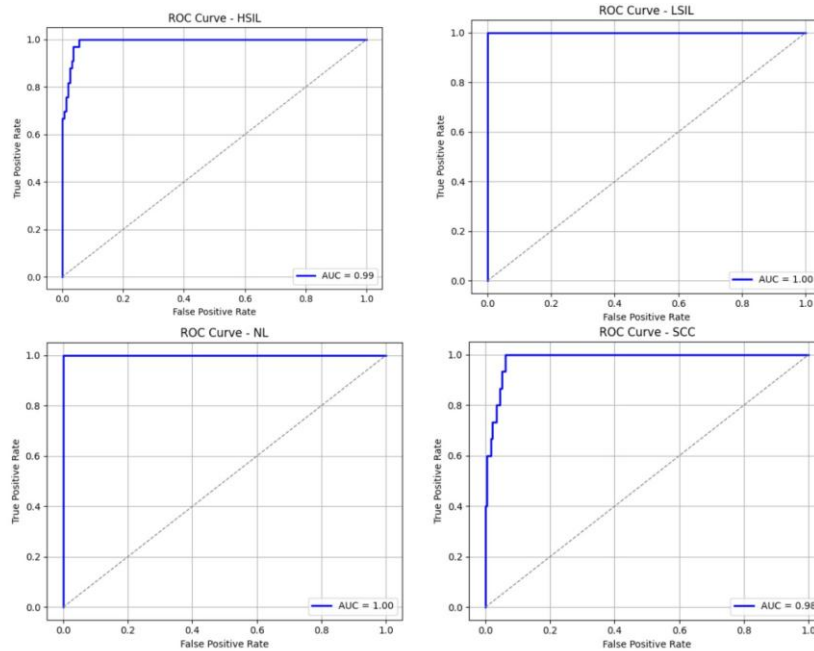 ROC Curve - HSIL
True Positive Rate
1.0
0.8
0.6
0.4
0.2
0.0
0.0 0.2 0.4 0.6 0.8 1.0
False Positive Rate
AUC = 0.99
ROC Curve - LSIL
True Positive Rate
1.0
0.8
0.6
0.4
0.2
0.0
0.0 0.2 0.4 0.6 0.8 1.0
False Positive Rate
AUC = 1.00
ROC Curve - NL
True Positive Rate
1.0
0.8
0.6
0.4
0.2
0.0
0.0 0.2 0.4 0.6 0.8 1.0
False Positive Rate
AUC = 1.00
ROC Curve - SCC
True Positive Rate
1.0
0.8
0.6
0.4
0.2
0.0
0.0 0.2 0.4 0.6 0.8 1.0
False Positive Rate
AUC = 0.98